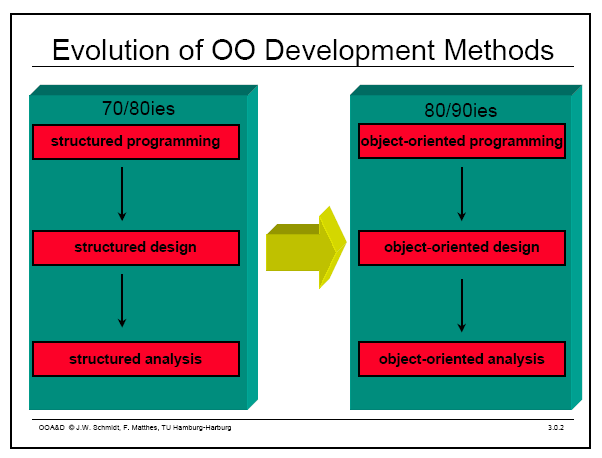 Evolution of OO Development Methods
70/80ies
structured programming
structured design
structured analysis
80/90ies
object-oriented programming
object-oriented design
object-oriented analysis
OOA&D © J.W. Schmidt, F. Matthes, TU Hamburg-Harburg
3.0.2